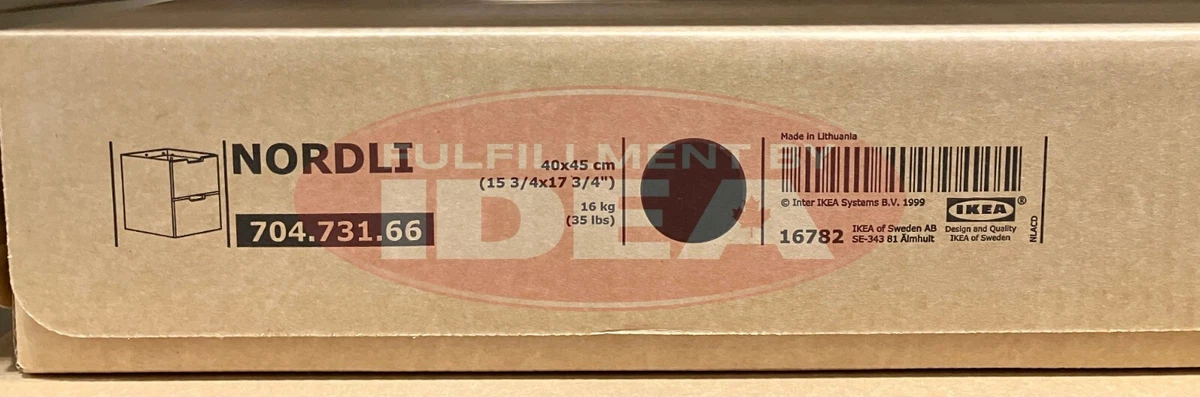 NORDLI
704.731.66
40x45 cm
(15 3/4x17 3/4")
16 kg
(35 lbs)
FULFILLMENT BY
IDEA
Made in Lithuania
© Inter IKEA Systems B.V. 1999
16782
IKEA of Sweden AB
SE-343 81 Älmhult
IKEA®
Design and Quality
IKEA of Sweden
NLACD